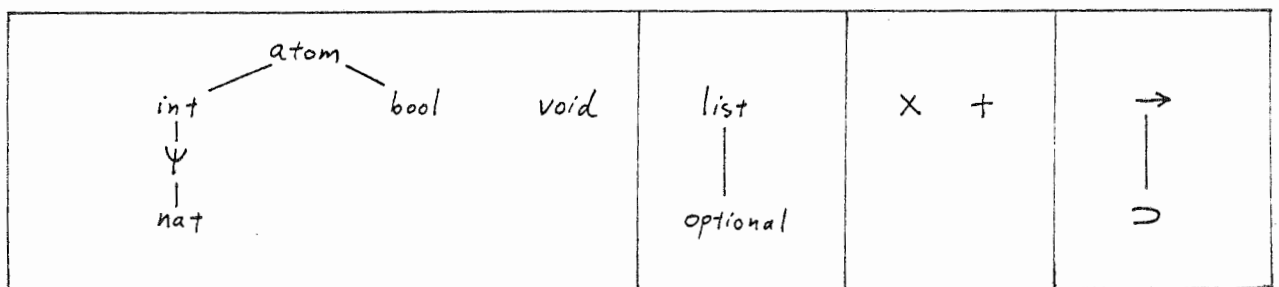 atom
int bool void list × + →
Ψ
nat optional ⊃